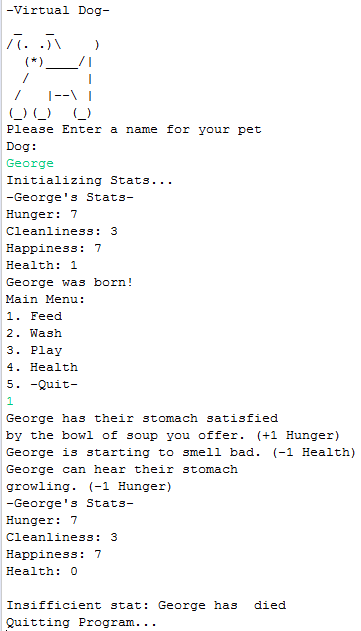 -Virtual Dog-
Please Enter a name for your pet
Dog:
George
Initializing Stats...
-George's Stats-
Hunger: 7
Cleanliness: 3
Happiness: 7
Health: 1
George was born!
Main Menu:
1. Feed
2. Wash
3. Play
4. Health
5. -Quit-
1
George has their stomach satisfied
by the bowl of soup you offer. (+1 Hunger)
George is starting to smell bad. (-1 Health)
George can hear their stomach
growling. (-1 Hunger)
-George's Stats-
Hunger: 7
Cleanliness: 3
Happiness: 7
Health: 0
Insifficient stat: George has  died
Quitting Program...